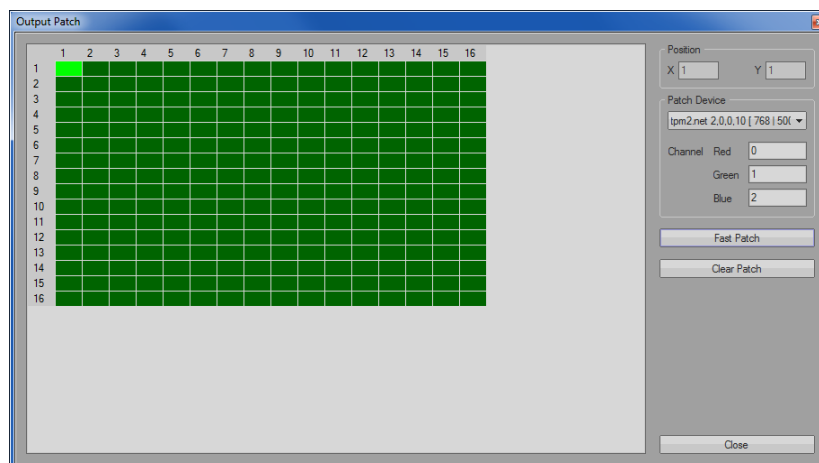 Output Patch
1 2 3 4 5 6 7 8 9 10 11 12 13 14 15 16
1
2
3
4
5
6
7
8
9
10
11
12
13
14
15
16
Position
X 1 Y 1
Patch Device
tpm2.net 2,0,0,10 [ 768 | 50(
Channel Red 0
Green 1
Blue 2
Fast Patch
Clear Patch
Close